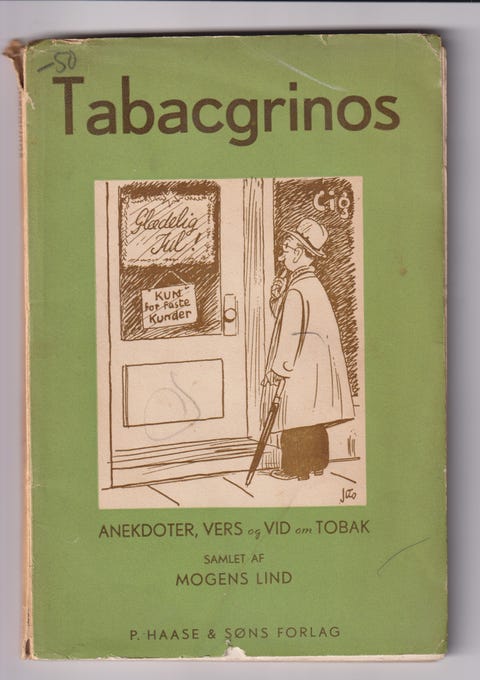 -50
Tabacgrinos
Glædelig
Jul!
Cig
Kun
for faste
Kunder
ANEKDOTER, VERS og VID om TOBAK
SAMLET AF
MOGENS LIND
P. HAASE & SØNS FORLAG